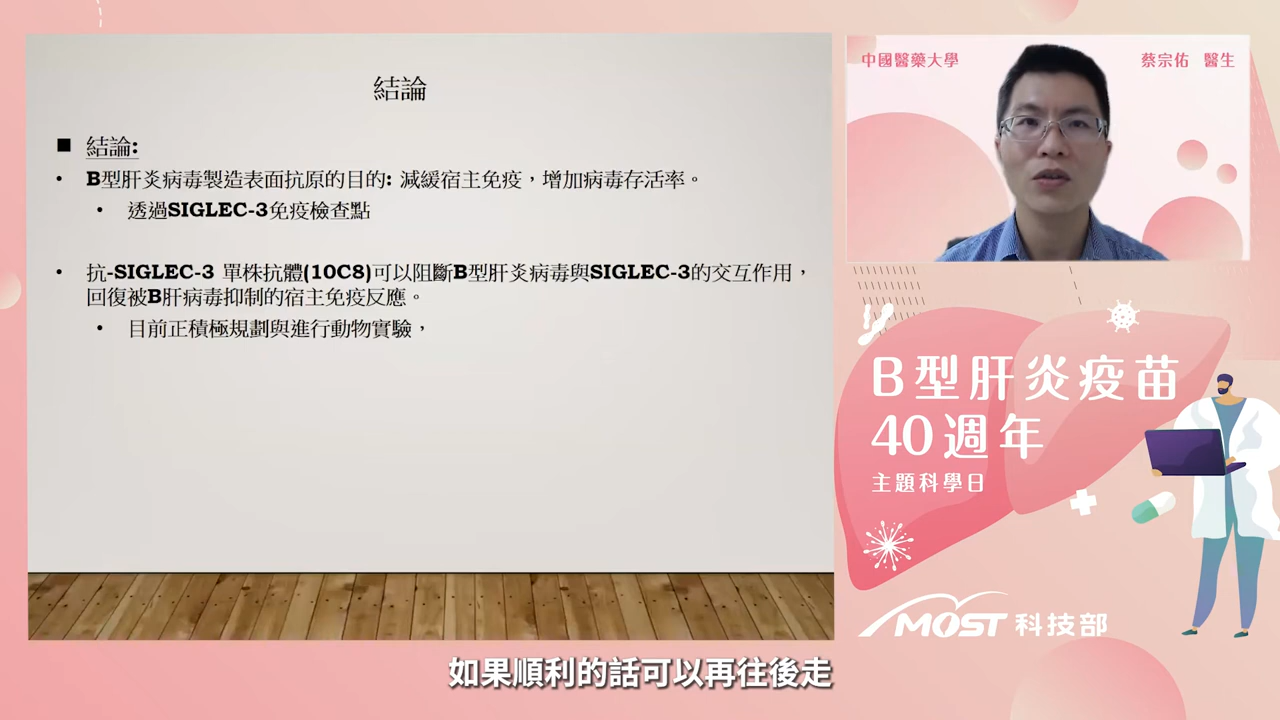 結論
結論:
B型肝炎病毒製造表面抗原的目的: 減緩宿主免疫，增加病毒存活率。
透過SIGLEC-3免疫檢查點
抗-SIGLEC-3 單株抗體(10C8)可以阻斷B型肝炎病毒與SIGLEC-3的交互作用，
回復被B肝病毒抑制的宿主免疫反應。
目前正積極規劃與進行動物實驗，
中國醫藥大學
蔡宗佑 醫生
B型肝炎疫苗
40週年
主題科學日
MOST 科技部
如果順利的話可以再往後走